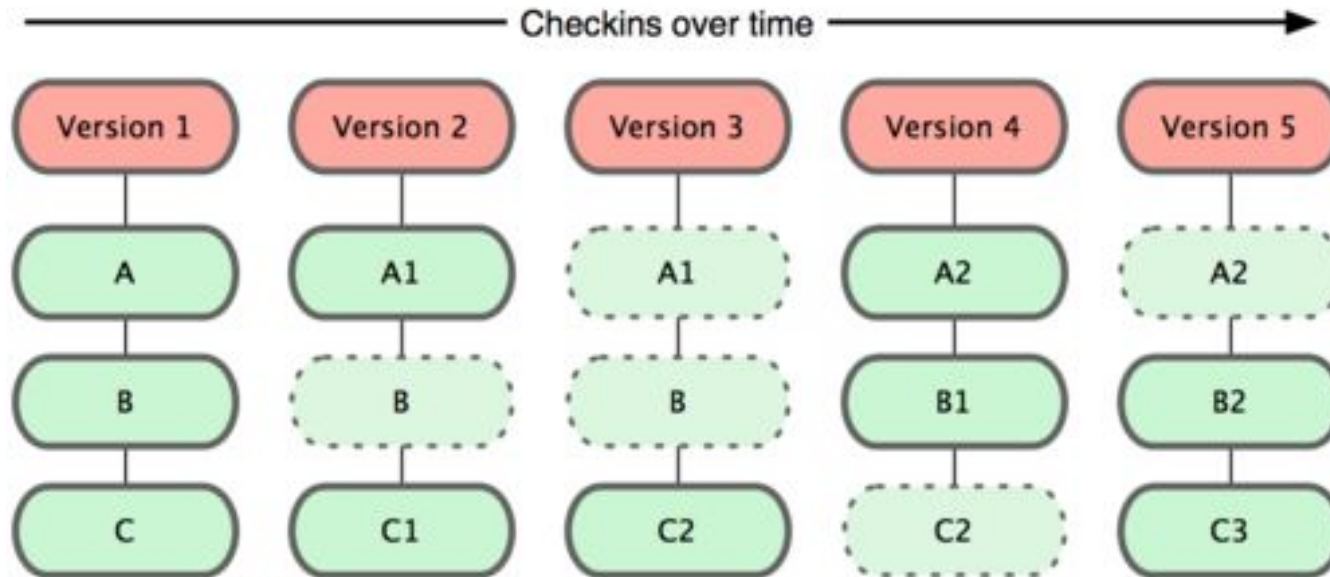 Checkins over time
Version 1 Version 2 Version 3 Version 4 Version 5
A A1 A1 A2 A2
B B B B1 B2
C C1 C2 C2 C3